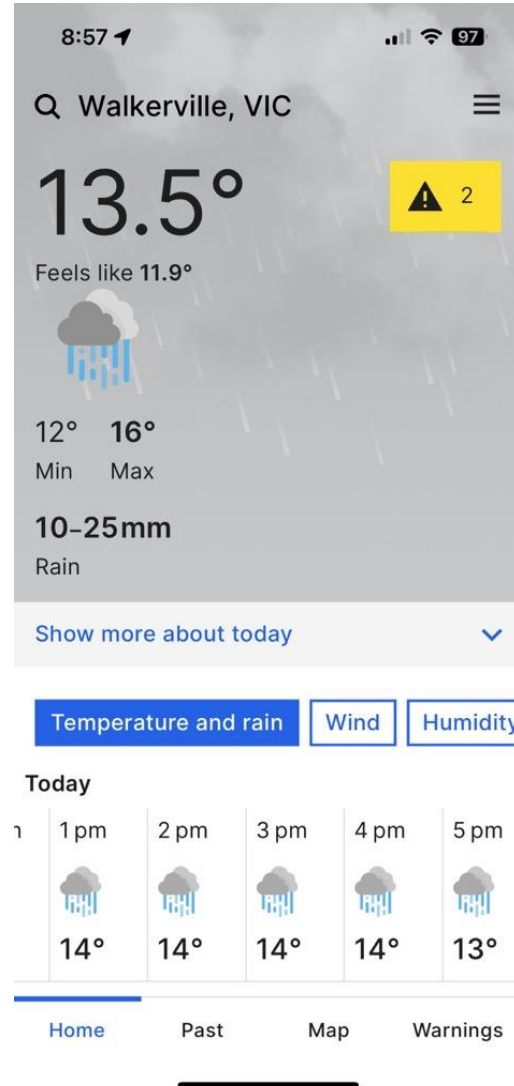 8:57
97
Walkerville, VIC
13.5°
2
Feels like 11.9°
12° 16°
Min Max
10–25mm
Rain
Show more about today
Temperature and rain Wind Humidity
Today
1 pm 2 pm 3 pm 4 pm 5 pm
14° 14° 14° 14° 13°
Home Past Map Warnings